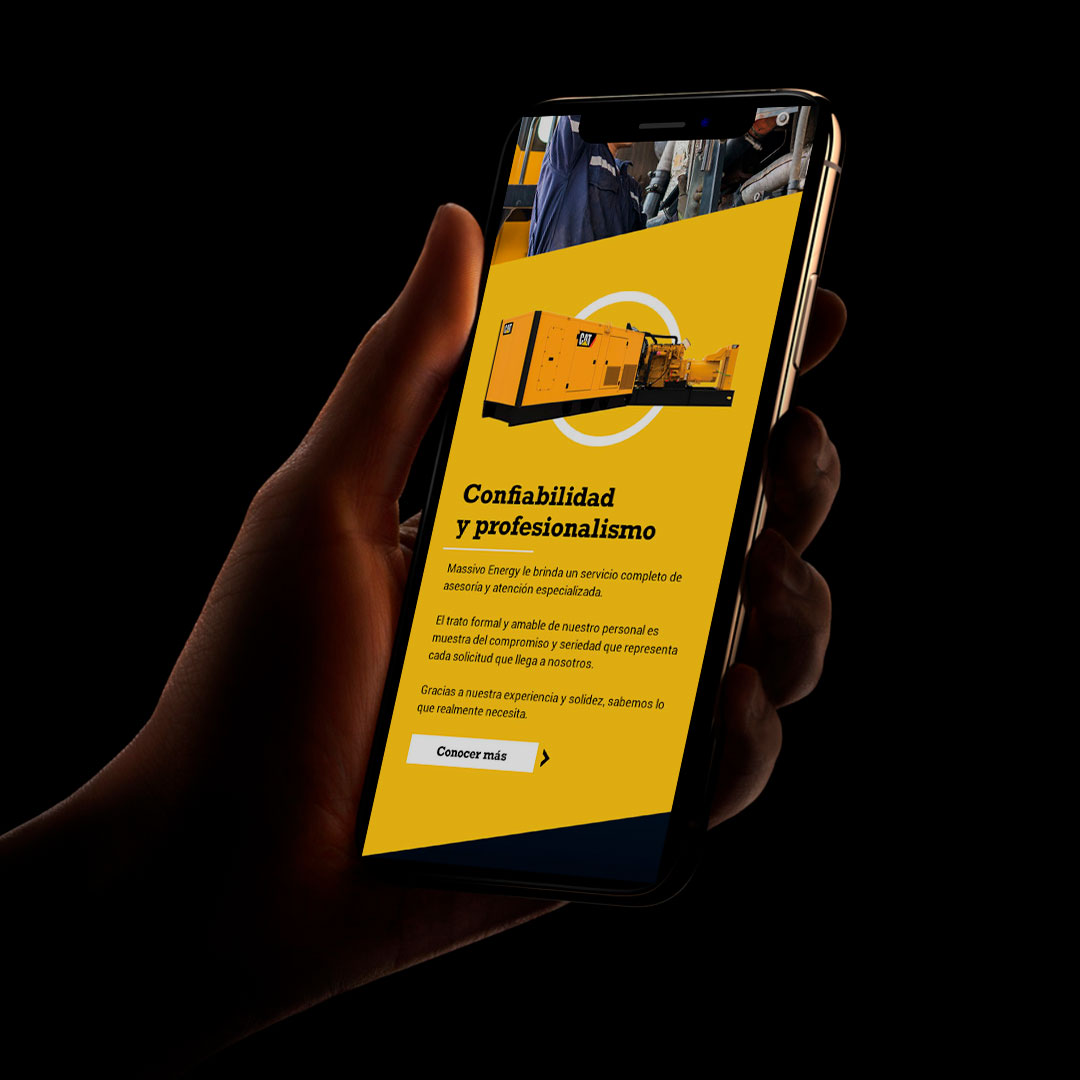 CAT
CAT
Confiabilidad
y profesionalismo
Massivo Energy le brinda un servicio completo de
asesoria y atención especializada.
El trato formal y amable de nuestro personal es
muestra del compromiso y seriedad que representa
cada solicitud que llega a nosotros.
Gracias a nuestra experiencia y solidez, sabemos lo
que realmente necesita.
Conocer más